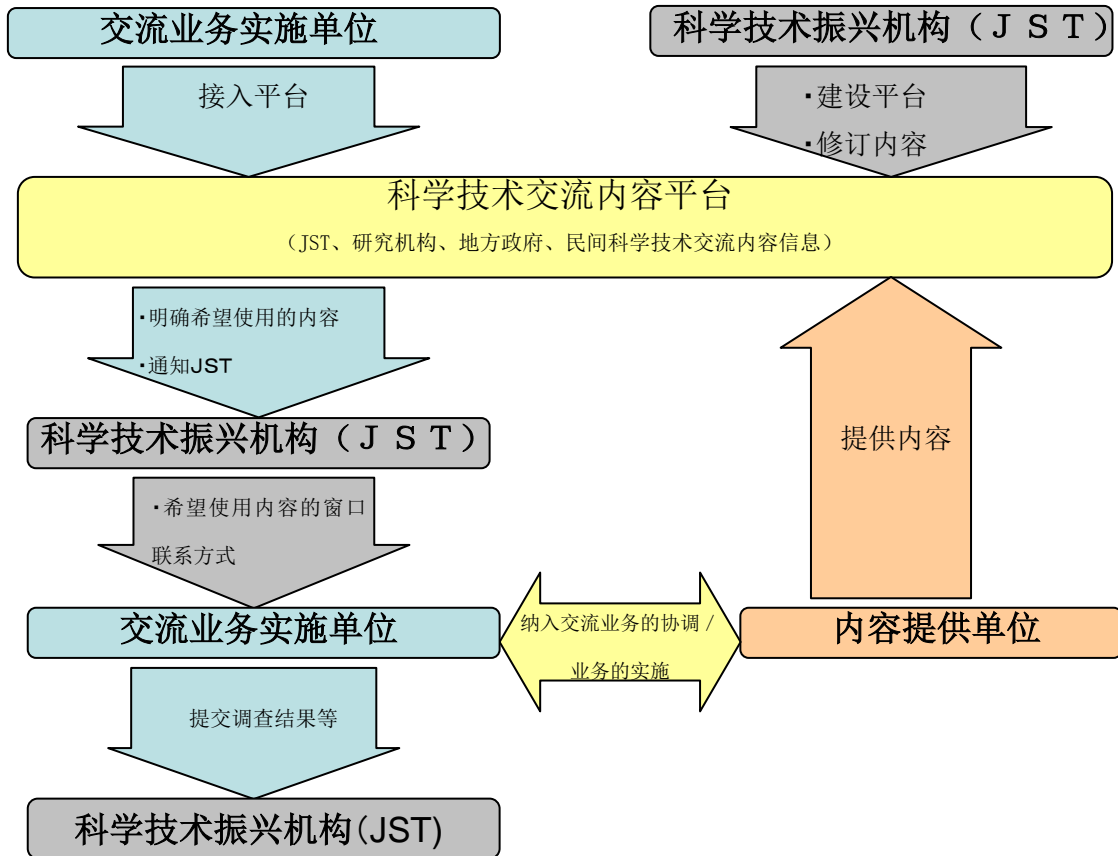 交流业务实施单位
科学技术振兴机构（ＪＳＴ）
接入平台
・建设平台
・修订内容
科学技术交流内容平台
（JST、研究机构、地方政府、民间科学技术交流内容信息）
・明确希望使用的内容
・通知JST
科学技术振兴机构（ＪＳＴ）
提供内容
・希望使用内容的窗口
联系方式
交流业务实施单位
纳入交流业务的协调/
业务的实施
内容提供单位
提交调查结果等
科学技术振兴机构(JST)